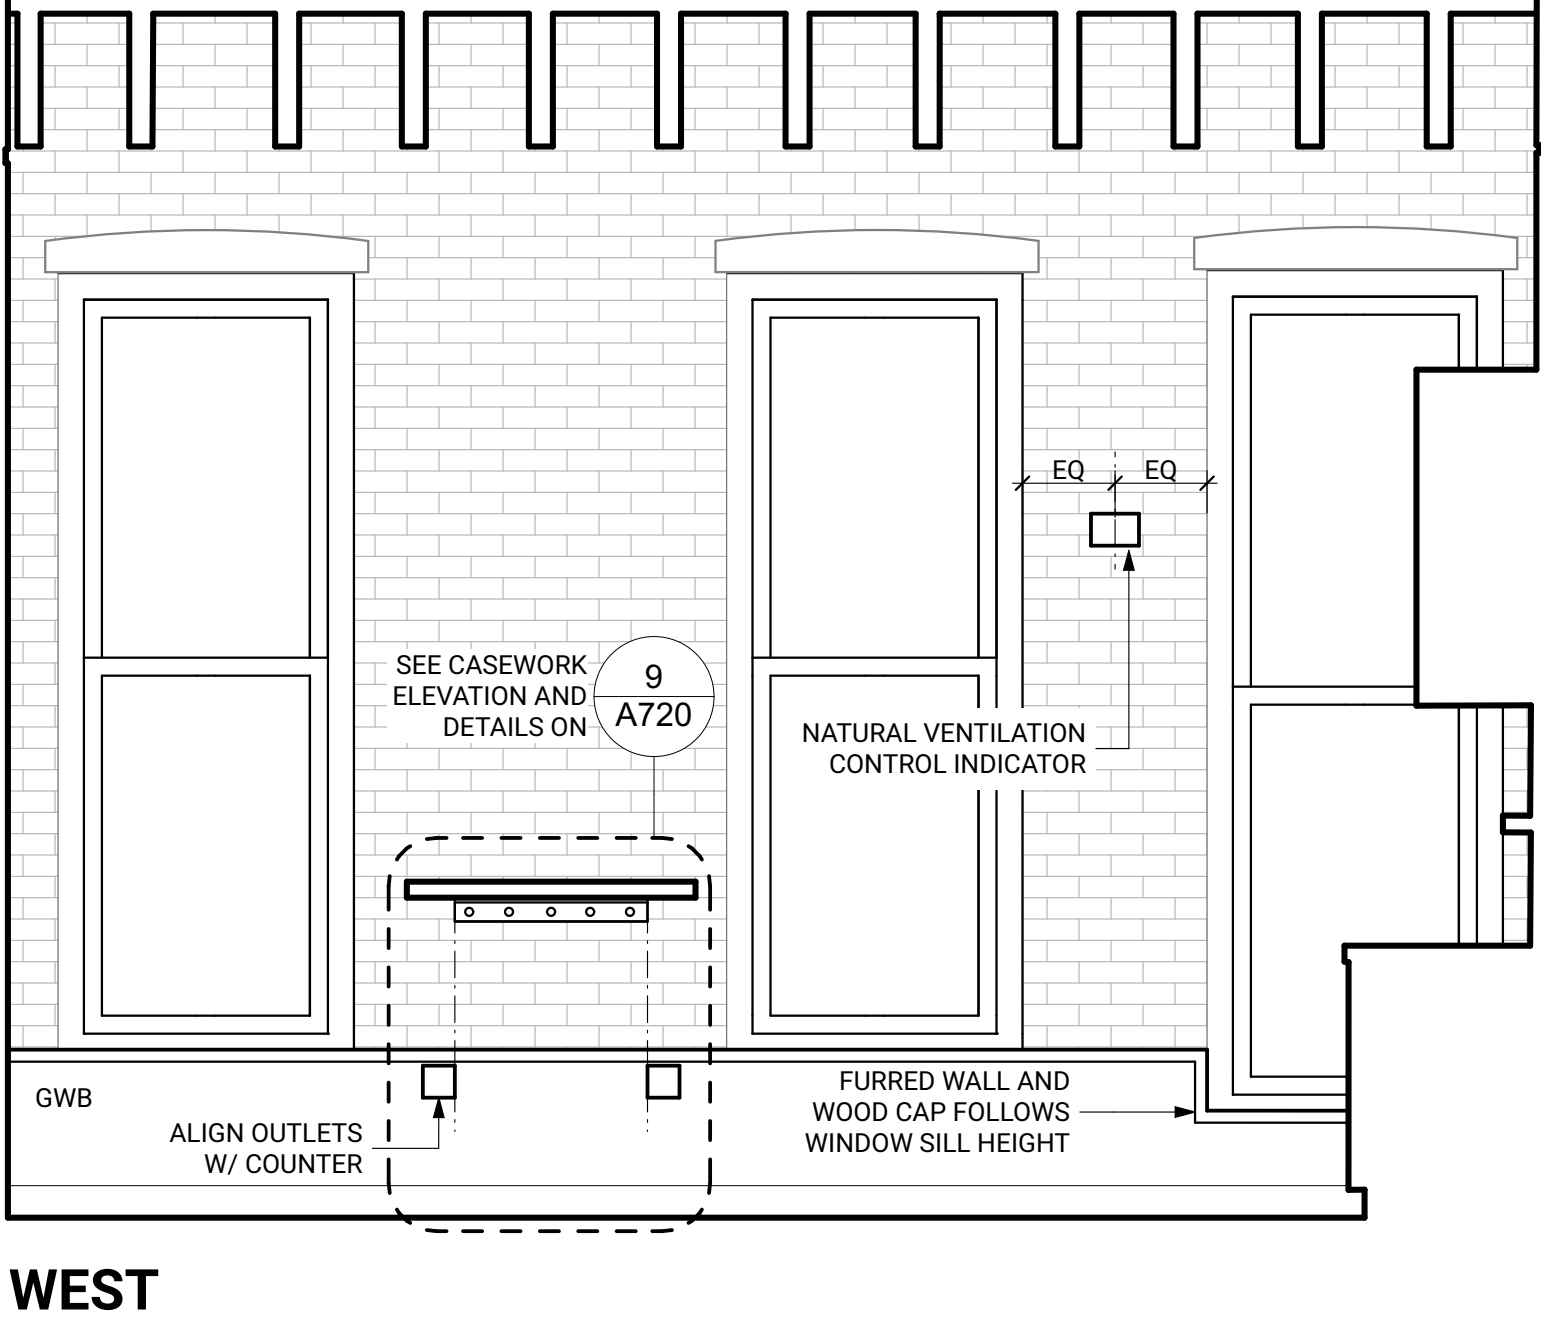 EQ EQ
SEE CASEWORK
ELEVATION AND
DETAILS ON
9
A720
NATURAL VENTILATION
CONTROL INDICATOR
GWB
ALIGN OUTLETS
W/ COUNTER
FURRED WALL AND
WOOD CAP FOLLOWS
WINDOW SILL HEIGHT
WEST